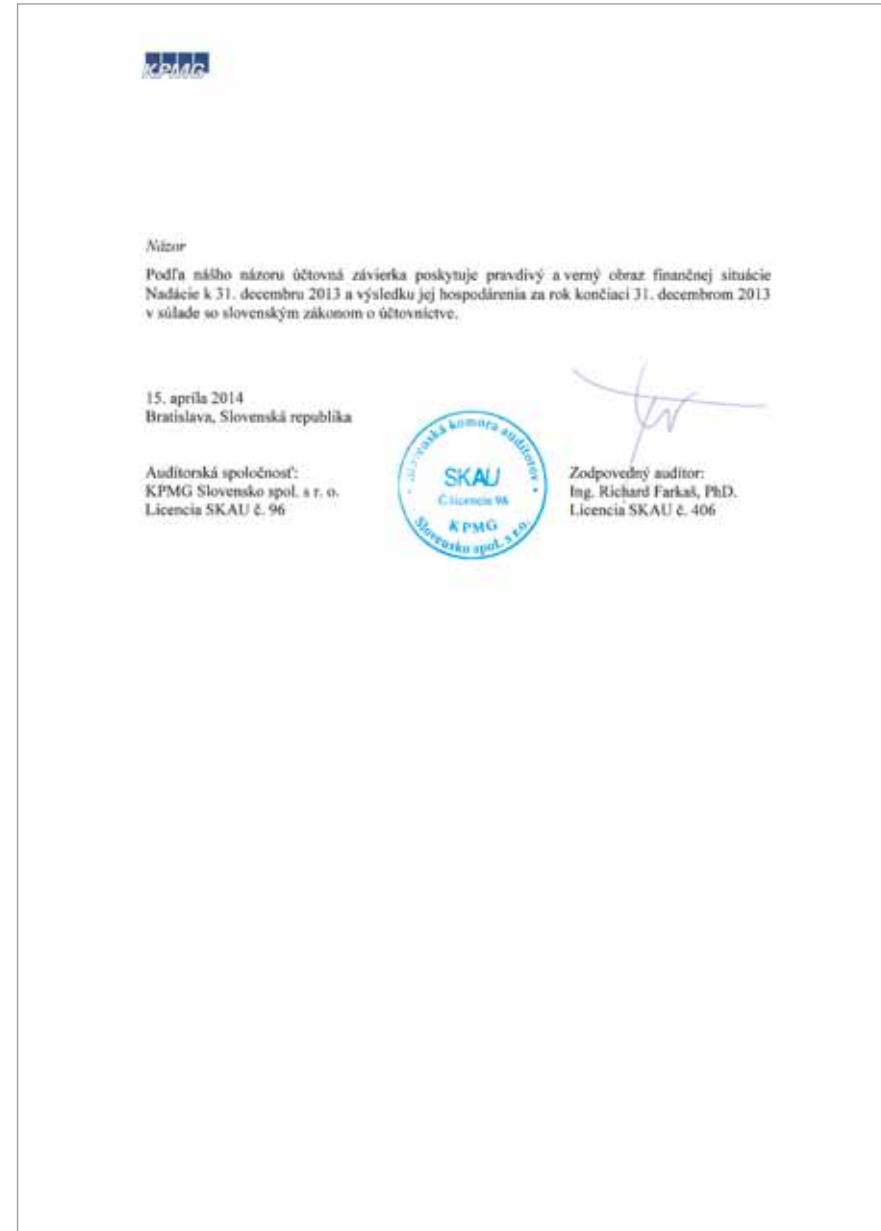 KPMG
Názor
Podľa nášho názoru účtovná závierka poskytuje pravdivý a verný obraz finančnej situácie
Nadácie k 31. decembru 2013 a výsledku jej hospodárenia za rok končiaci 31. decembrom 2013
v súlade so slovenským zákonom o účtovníctve.
15. apríla 2014
Bratislava, Slovenská republika
Audítorská spoločnosť:
KPMG Slovensko spol. s r. o.
Licencia SKAU č. 96
Slovenská komora audítorov
SKAU
Č.licencie 96
KPMG
Slovensko spol. s r.o.
Zodpovedný audítor:
Ing. Richard Farkaš, PhD.
Licencia SKAU č. 406